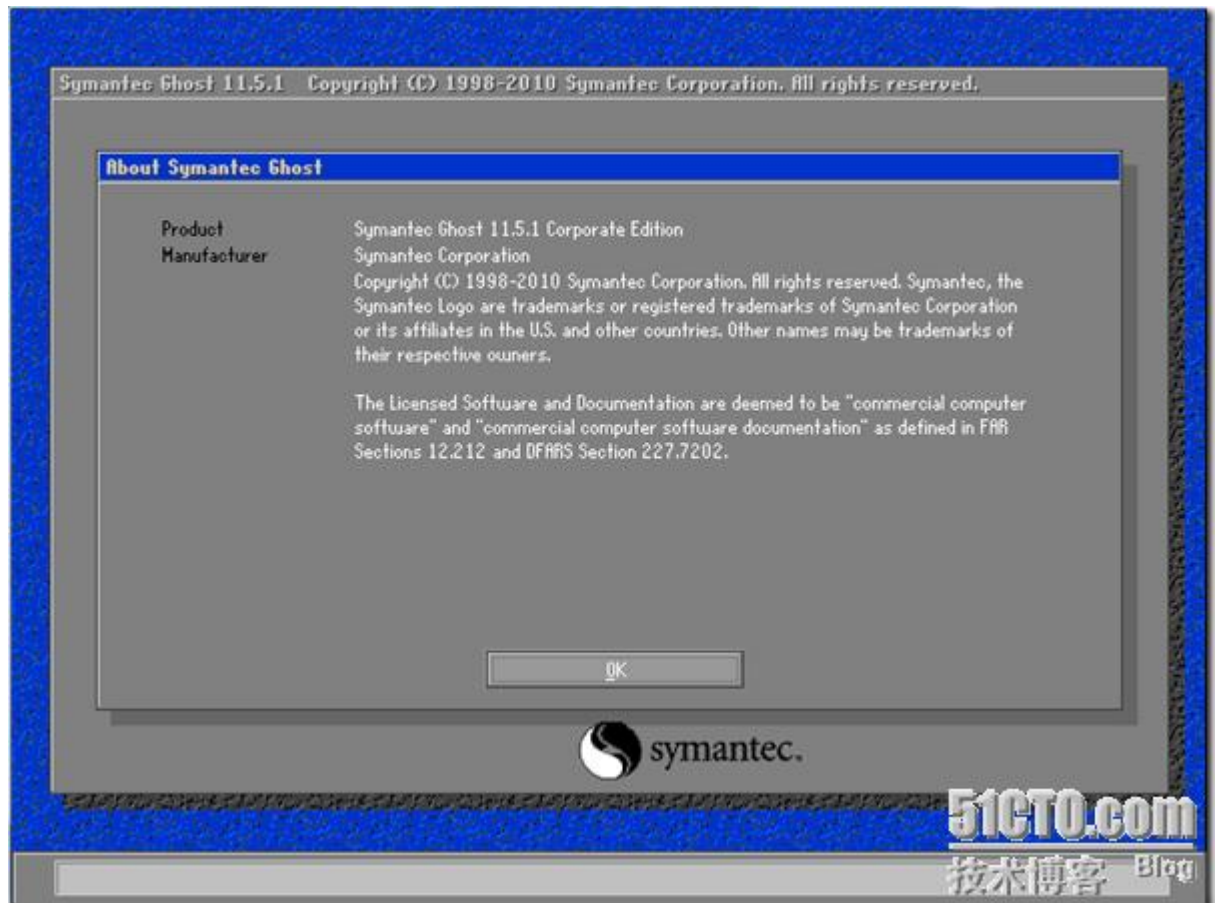 Symantec Ghost 11.5.1 Copyright (C) 1998-2010 Symantec Corporation. All rights reserved.
About Symantec Ghost
Product Symantec Ghost 11.5.1 Corporate Edition
Manufacturer Symantec Corporation
Copyright (C) 1998-2010 Symantec Corporation. All rights reserved. Symantec, the
Symantec Logo are trademarks or registered trademarks of Symantec Corporation
or its affiliates in the U.S. and other countries. Other names may be trademarks of
their respective owners.
The Licensed Software and Documentation are deemed to be "commercial computer
software" and "commercial computer software documentation" as defined in FAR
Sections 12.212 and DFARS Section 227.7202.
OK
symantec.
51CTO.com
技术博客 Blog